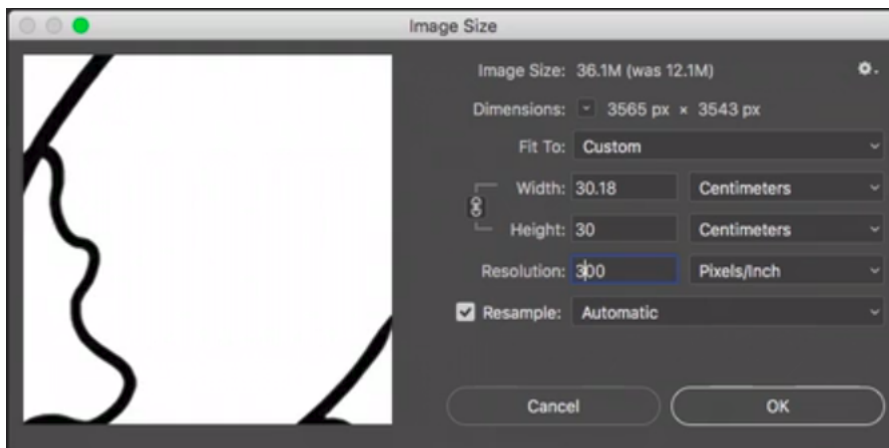 Image Size
Image Size: 36.1M (was 12.1M)
Dimensions: 3565 px × 3543 px
Fit To: Custom
Width: 30.18 Centimeters
Height: 30 Centimeters
Resolution: 300 Pixels/Inch
Resample: Automatic
Cancel OK